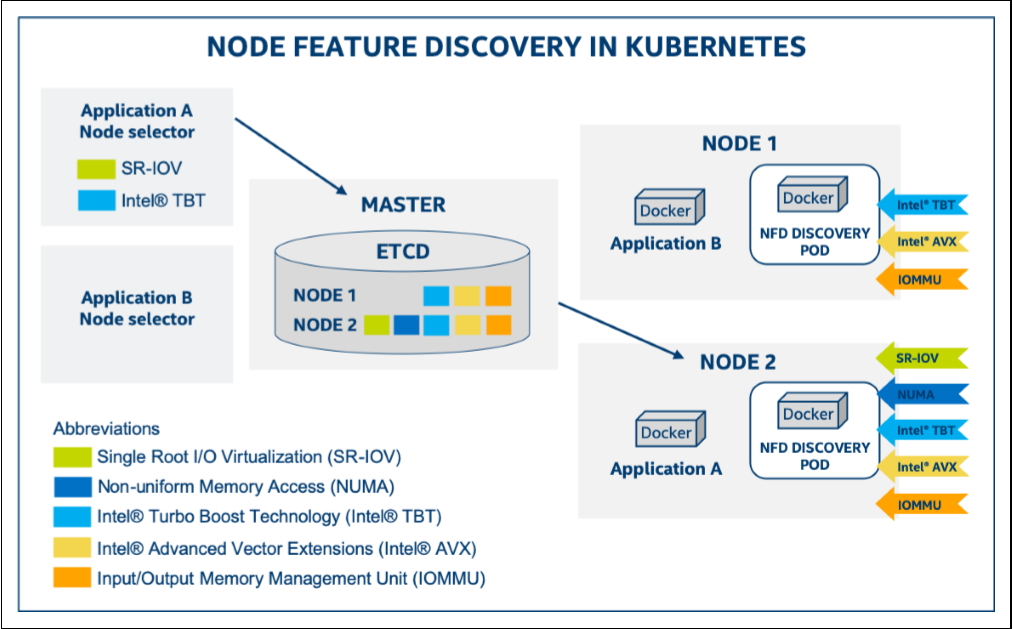 NODE FEATURE DISCOVERY IN KUBERNETES
Application A
Node selector
SR-IOV
Intel® TBT
Application B
Node selector
MASTER
ETCD
NODE 1
NODE 2
NODE 1
Docker
Application B
Docker
NFD DISCOVERY
POD
Intel® TBT
Intel® AVX
IOMMU
NODE 2
Docker
Application A
Docker
NFD DISCOVERY
POD
SR-IOV
NUMA
Intel® TBT
Intel® AVX
IOMMU
Abbreviations
Single Root I/O Virtualization (SR-IOV)
Non-uniform Memory Access (NUMA)
Intel® Turbo Boost Technology (Intel® TBT)
Intel® Advanced Vector Extensions (Intel® AVX)
Input/Output Memory Management Unit (IOMMU)